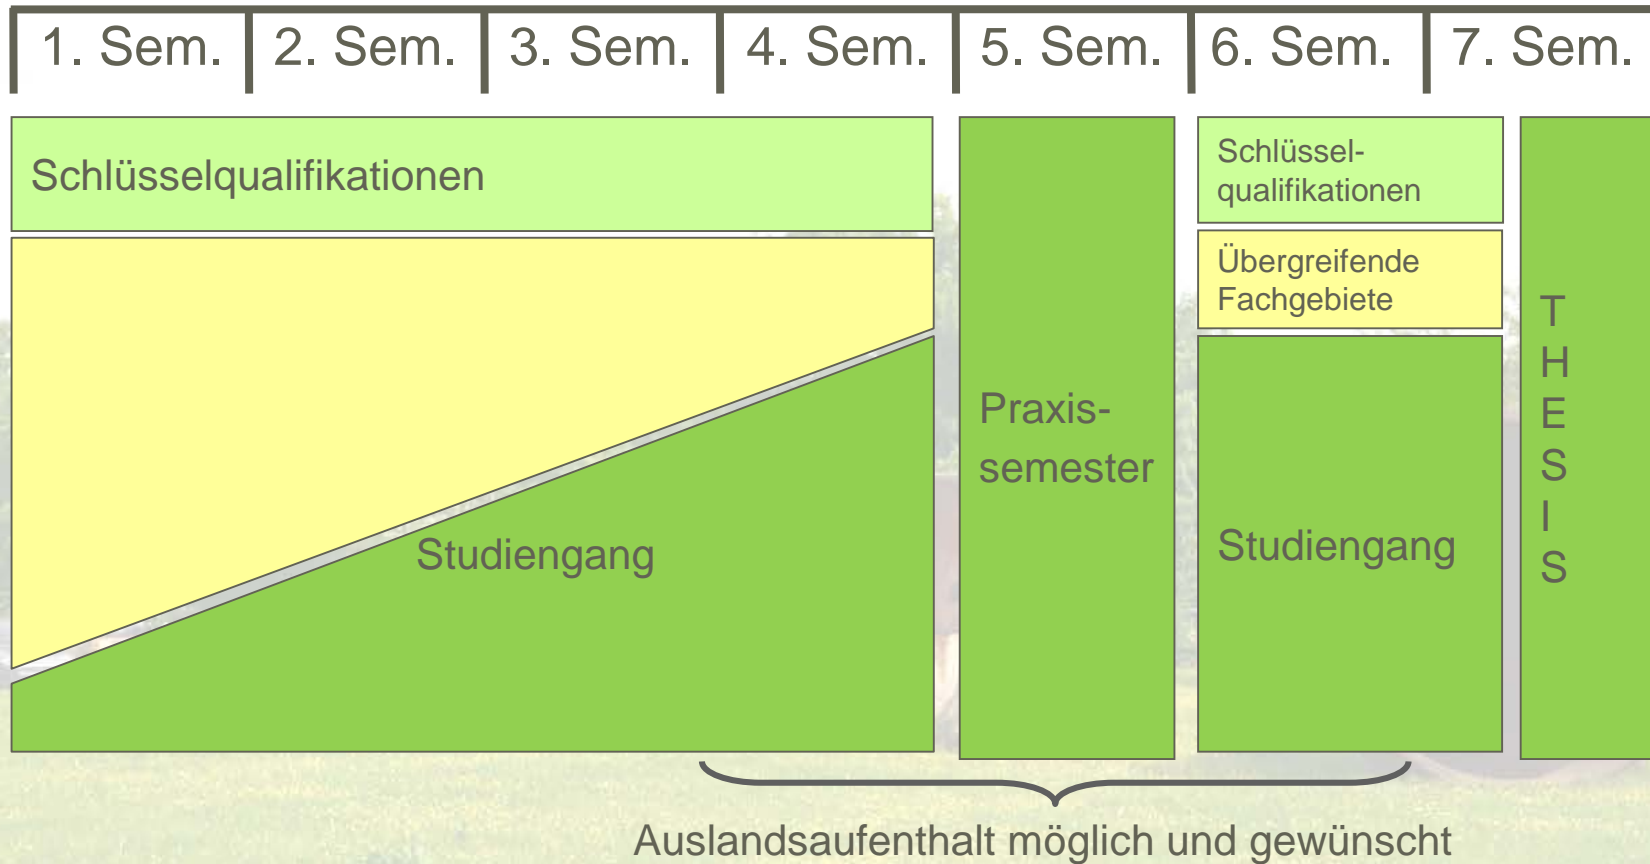 1. Sem. 2. Sem. 3. Sem. 4. Sem. 5. Sem. 6. Sem. 7. Sem.
Schlüsselqualifikationen
Studiengang
Praxis-
semester
Schlüssel-
qualifikationen
Übergreifende
Fachgebiete
Studiengang
T
H
E
S
I
S
Auslandsaufenthalt möglich und gewünscht